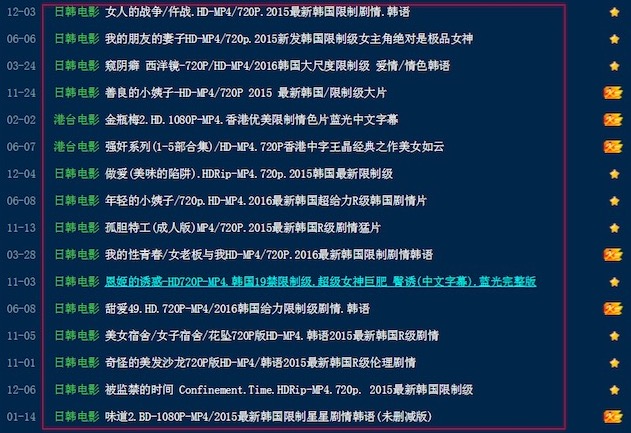 12-03 日韩电影 女人的战争/仵战.HD-MP4/720P.2015最新韩国限制剧情.韩语
06-06 日韩电影 我的朋友的妻子HD-MP4/720p.2015新发韩国限制级女主角绝对是极品女神
03-24 日韩电影 窥阴癖 西洋镜-720P/HD-MP4/2016韩国大尺度限制级 爱情/情色韩语
11-24 日韩电影 善良的小姨子-HD-MP4/720P 2015 最新韩国/限制级大片
02-02 港台电影 金瓶梅2.HD.1080P-MP4.香港优美限制情色片蓝光中文字幕
06-07 港台电影 强奸系列(1-5部合集)/HD-MP4.720P香港中字王晶经典之作美女如云
12-04 日韩电影 做爱(美味的陷阱).HDRip-MP4.720p.2015韩国最新限制级
06-08 日韩电影 年轻的小姨子/720p.HD-MP4.2016最新韩国超给力R级韩国剧情片
11-13 日韩电影 孤胆特工(成人版)MP4/720P.2015最新韩国R级剧情猛片
03-28 日韩电影 我的性青春/女老板与我HD-MP4/720P.2016最新韩国限制剧情韩语
11-03 日韩电影 恩姬的诱惑-HD720P-MP4.韩国19禁限制级.超级女神巨肥 臀诱(中文字幕).蓝光完整版
06-08 日韩电影 甜爱49.HD.720P-MP4/2016韩国给力限制级剧情.韩语
11-05 日韩电影 美女宿舍/女子宿舍/花坠720P版HD-MP4.韩语2015最新韩国R级剧情
11-01 日韩电影 奇怪的美发沙龙720P版HD-MP4/韩语2015最新韩国R级伦理剧情
12-06 日韩电影 被监禁的时间 Confinement.Time.HDRip-MP4.720p. 2015最新韩国限制级
01-14 日韩电影 味道2.BD-1080P-MP4/2015最新韩国限制星星剧情韩语(未删减版)